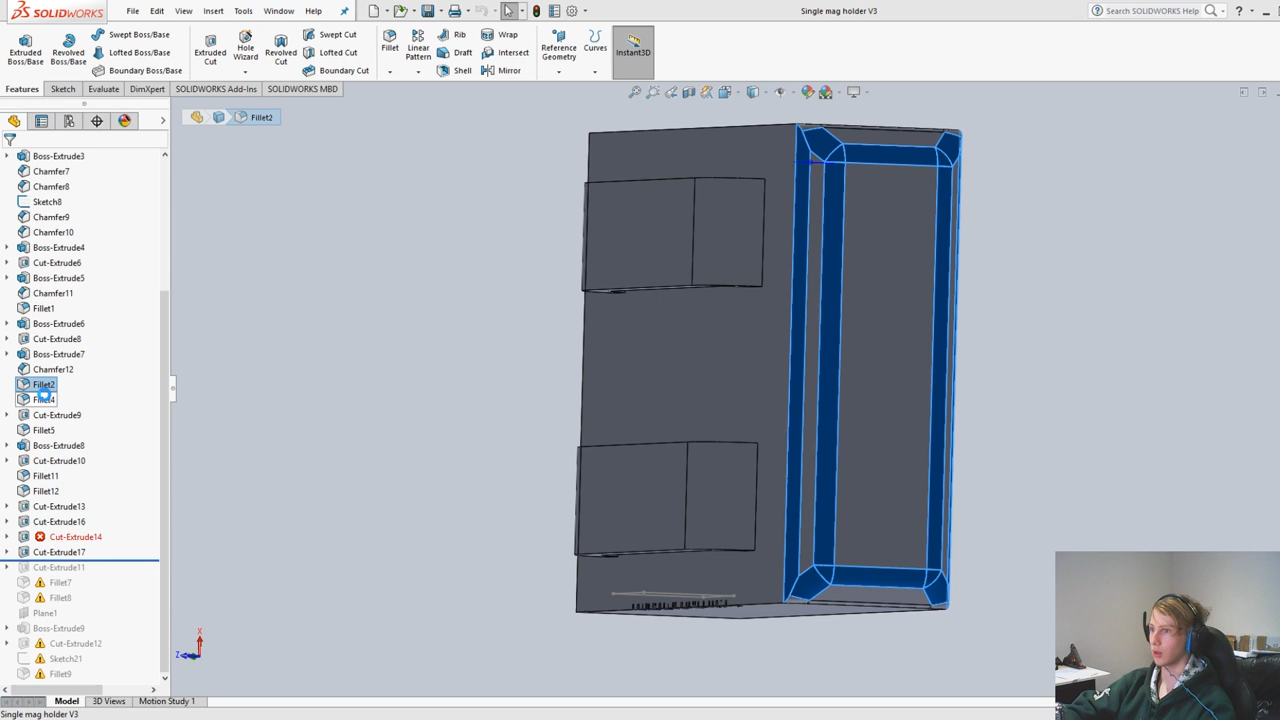 SOLIDWORKS
File Edit View Insert Tools Window Help
Single mag holder V3
Search SOLIDWORKS Help
Extruded Boss/Base
Revolved Boss/Base
Swept Boss/Base
Lofted Boss/Base
Boundary Boss/Base
Extruded Cut
Hole Wizard
Revolved Cut
Swept Cut
Lofted Cut
Boundary Cut
Fillet
Linear Pattern
Rib
Draft
Shell
Wrap
Intersect
Mirror
Reference Geometry
Curves
Instant3D
Features Sketch Evaluate DimXpert SOLIDWORKS Add-Ins SOLIDWORKS MBD
Fillet2
Boss-Extrude3
Chamfer7
Chamfer8
Sketch8
Chamfer9
Chamfer10
Boss-Extrude4
Cut-Extrude6
Boss-Extrude5
Chamfer11
Fillet1
Boss-Extrude6
Cut-Extrude8
Boss-Extrude7
Chamfer12
Fillet2
Fillet4
Cut-Extrude9
Fillet5
Boss-Extrude8
Cut-Extrude10
Fillet11
Fillet12
Cut-Extrude13
Cut-Extrude16
Cut-Extrude14
Cut-Extrude17
Cut-Extrude11
Fillet7
Fillet8
Plane1
Boss-Extrude9
Cut-Extrude12
Sketch21
Fillet9
X
Z
Model 3D Views Motion Study 1
Single mag holder V3